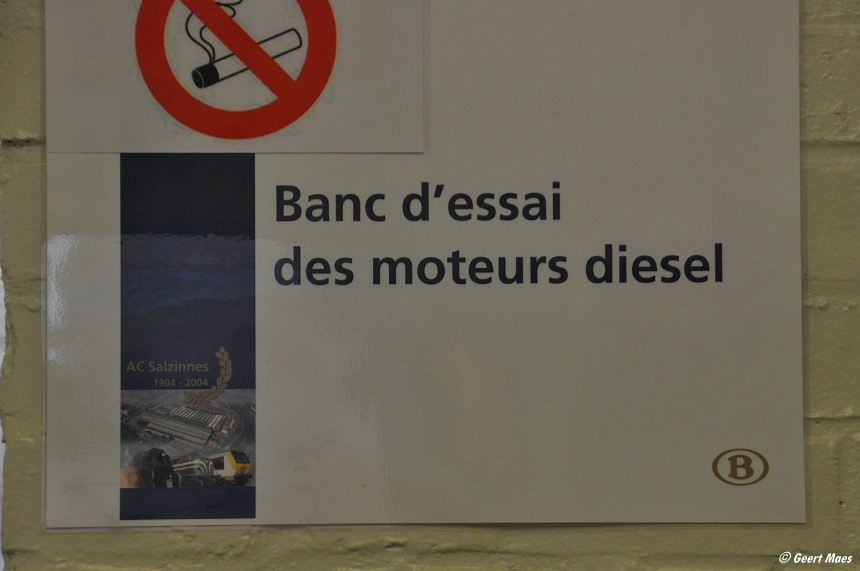 Banc d'essai
des moteurs diesel
AC Salzinnes
1904 - 2004
B
© Geert Maes